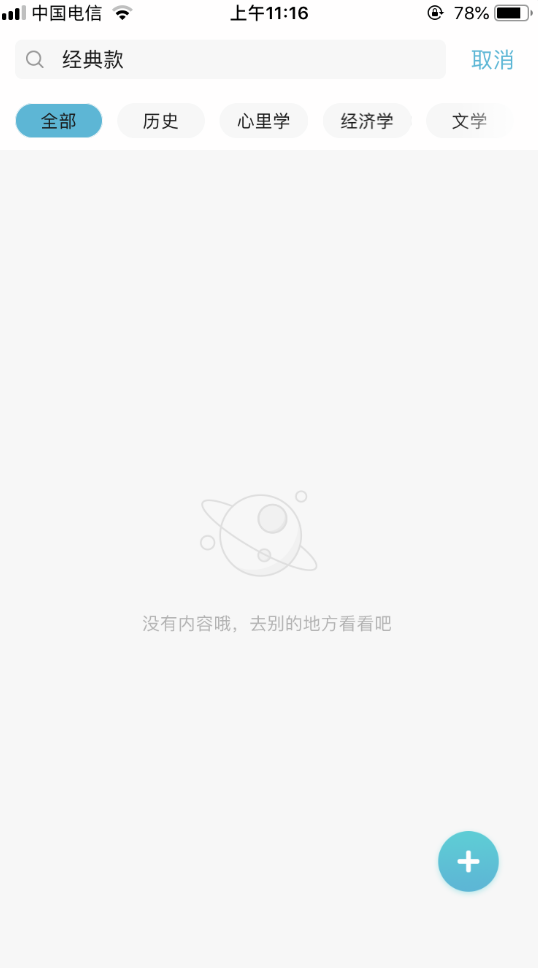 中国电信 上午11:16 78%
经典款 取消
全部 历史 心里学 经济学 文学
没有内容哦，去别的地方看看吧